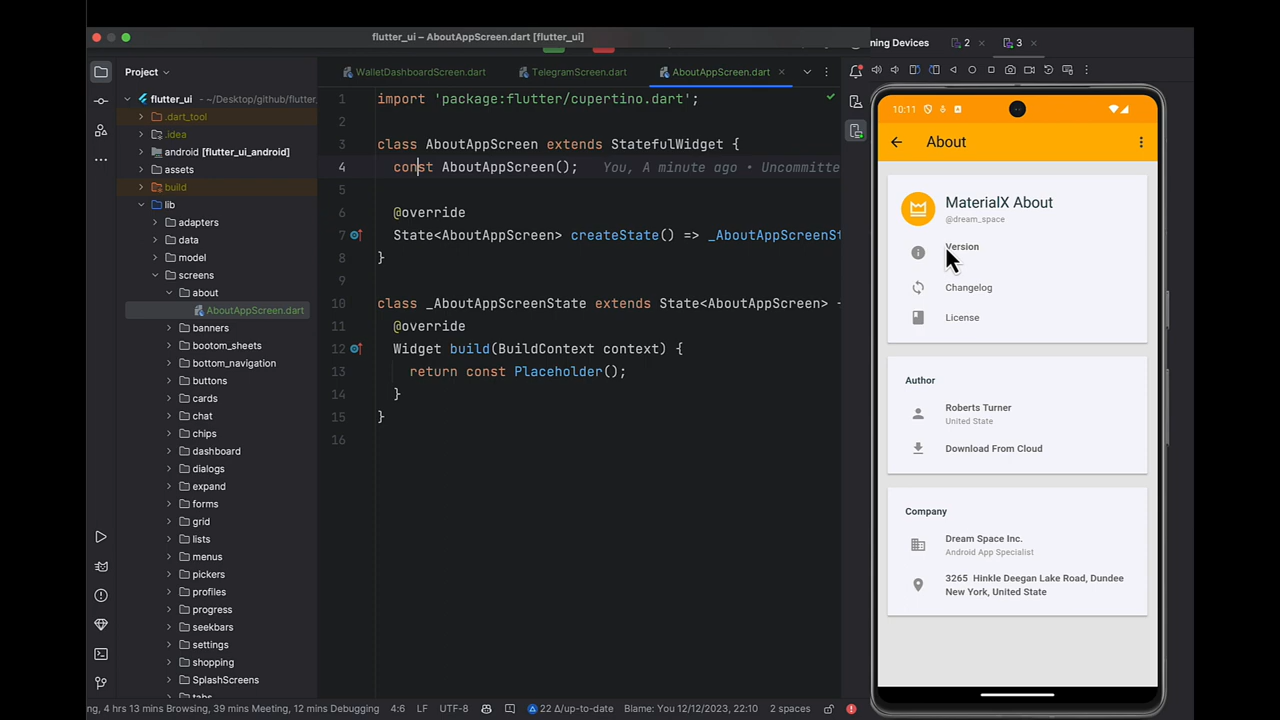 flutter_ui – AboutAppScreen.dart [flutter_ui]
ning Devices
2
3
Project
WalletDashboardScreen.dart
TelegramScreen.dart
AboutAppScreen.dart
flutter_ui ~/Desktop/github/flutter_
.dart_tool
.idea
android [flutter_ui_android]
assets
build
lib
adapters
data
model
screens
about
AboutAppScreen.dart
banners
bootom_sheets
bottom_navigation
buttons
cards
chat
chips
dashboard
dialogs
expand
forms
grid
lists
menus
pickers
profiles
progress
seekbars
settings
shopping
SplashScreens
tabs
1 import 'package:flutter/cupertino.dart';
2
3 class AboutAppScreen extends StatefulWidget {
4 const AboutAppScreen(); You, A minute ago • Uncommitte
5
6 @override
7 State<AboutAppScreen> createState() => _AboutAppScreenSt
8 }
9
10 class _AboutAppScreenState extends State<AboutAppScreen>
11 @override
12 Widget build(BuildContext context) {
13 return const Placeholder();
14 }
15 }
16
10:11
About
MaterialX About
@dream_space
Version
Changelog
License
Author
Roberts Turner
United State
Download From Cloud
Company
Dream Space Inc.
Android App Specialist
3265 Hinkle Deegan Lake Road, Dundee
New York, United State
ng, 4 hrs 13 mins Browsing, 39 mins Meeting, 12 mins Debugging
4:6
LF
UTF-8
22 Δ/up-to-date
Blame: You 12/12/2023, 22:10
2 spaces